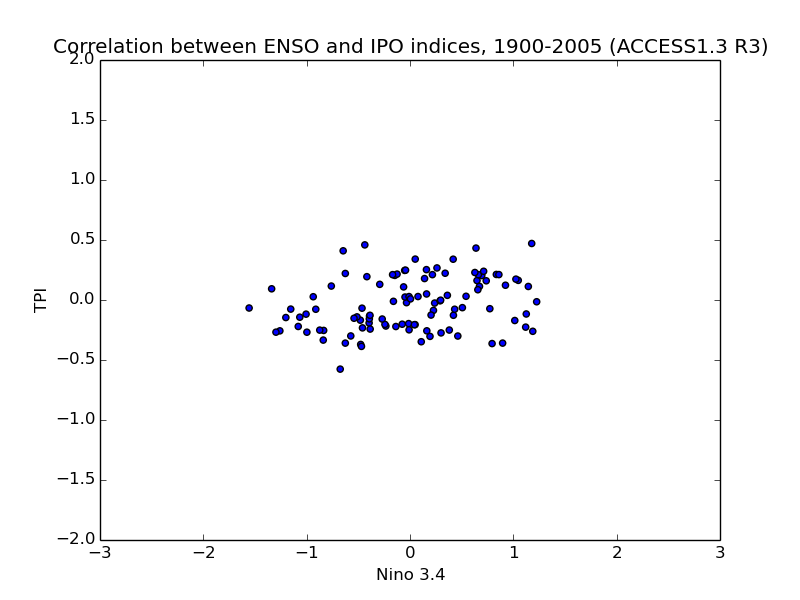 Correlation between ENSO and IPO indices, 1900-2005 (ACCESS1.3 R3)
2.0
1.5
1.0
0.5
0.0
−0.5
−1.0
−1.5
−2.0
TPI
−3 −2 −1 0 1 2 3
Nino 3.4